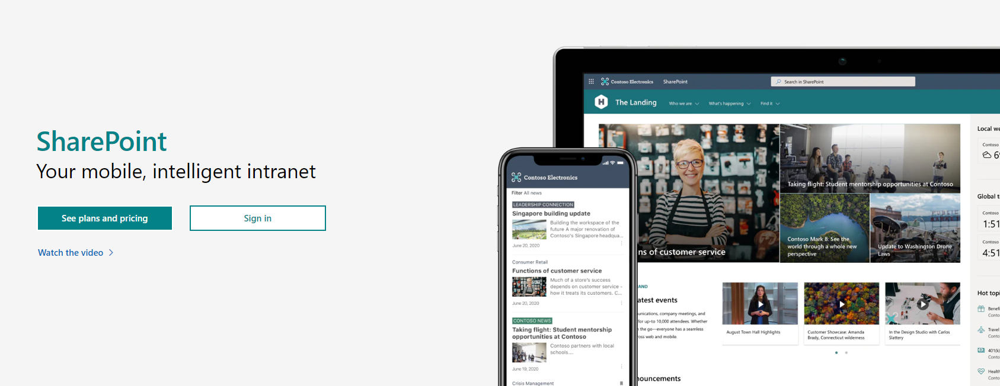 SharePoint
Your mobile, intelligent intranet
See plans and pricing
Sign in
Watch the video
Contoso Electronics
SharePoint
Search in SharePoint
H
The Landing
Who we are
What's happening
Find it
Taking flight: Student mentorship opportunities at Contoso
Contoso Mark 8: See the
world through a whole new
perspective
Update to Washington Drone
Laws
of customer service
Contoso Electronics
Filter All news
LEADERSHIP CONNECTION
Singapore building update
Building the workspace of the
future A major renovation of
Contoso's Singapore headqua...
June 20, 2020
Consumer Retail
Functions of customer service
Much of a store's success
depends on customer service -
how it treats its customers. C...
June 20, 2020
CONTOSO NEWS
Taking flight: Student mentorship
opportunities at Contoso
Contoso partners with local
schools....
June 19, 2020
Crisis Management
atest events
unications, company meetings, and
for up-to 10,000 attendees. Whether
the go—everyone has a seamless
ross web and mobile.
August Town Hall Highlights
Customer Showcase: Amanda
Brady, Connecticut wilderness
In the Design Studio with Carlos
Slattery
nouncements
Local we
Contoso
Global t
Contoso
1:51
Contoso
4:51
Hot topi
Benefi
Conto
Travel
Conto
401(k)
Conto
Health
Conto